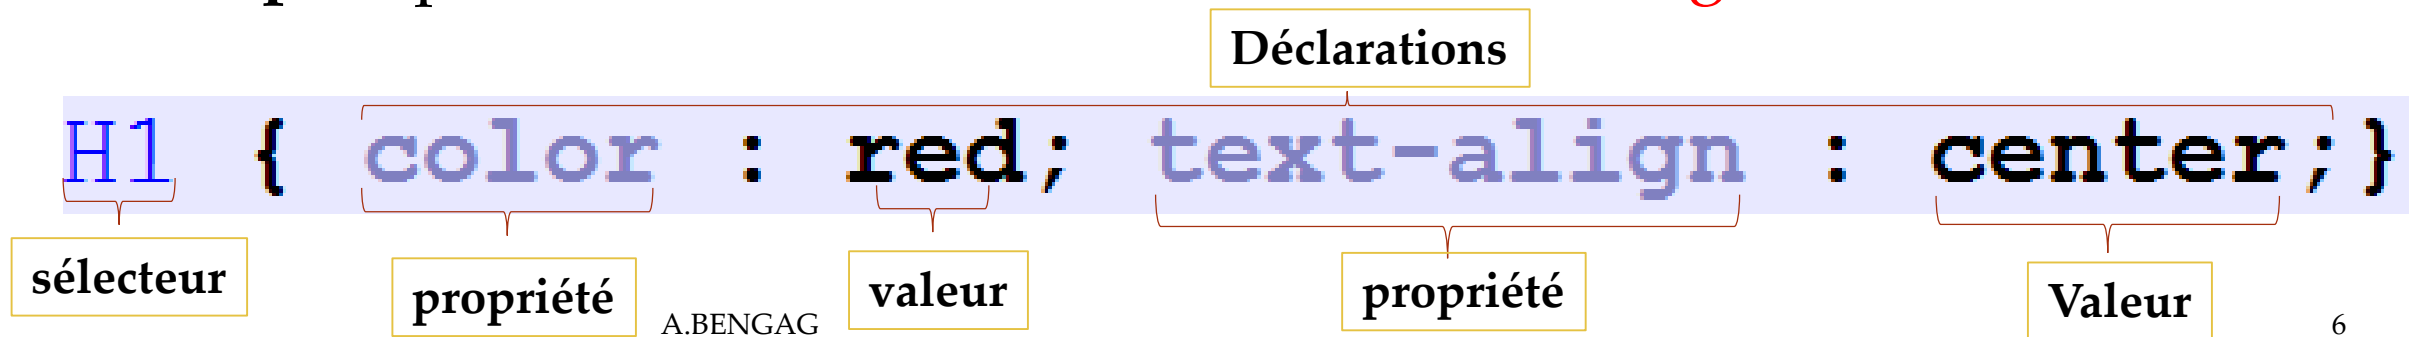 Déclarations
H1 { color : red; text-align : center;}
sélecteur propriété valeur propriété Valeur
A.BENGAG 6